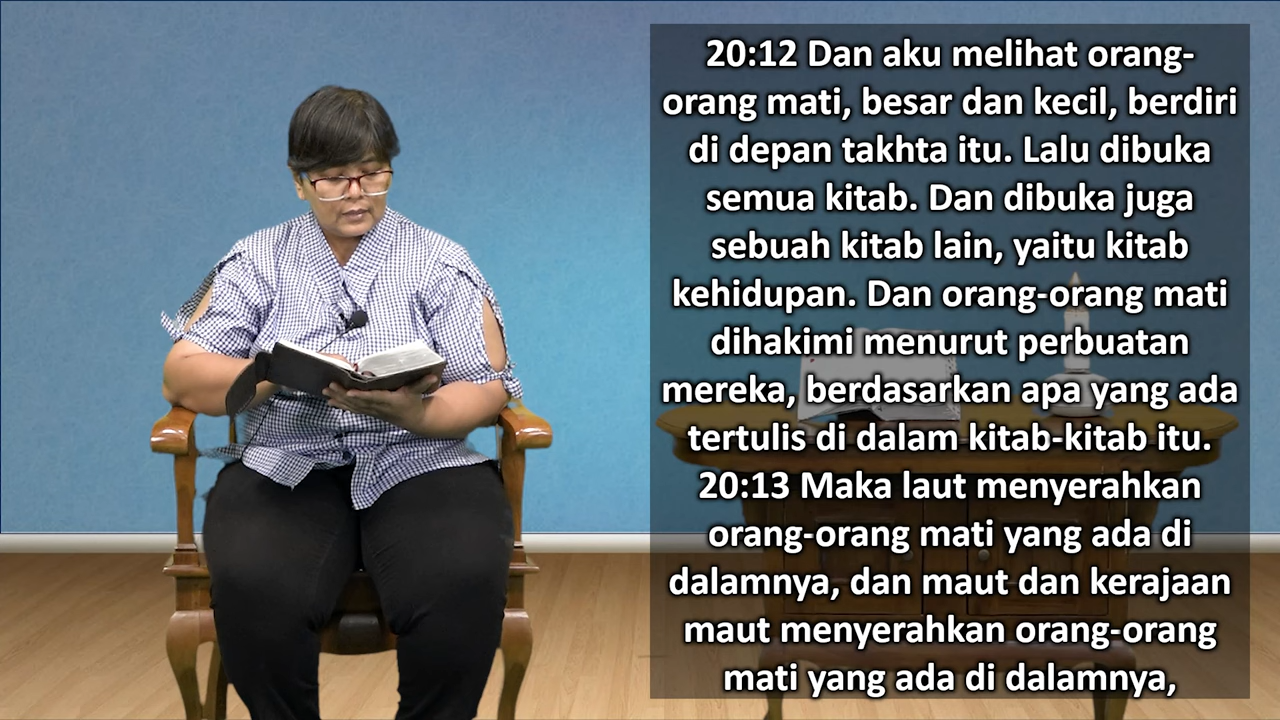 20:12 Dan aku melihat orang-
orang mati, besar dan kecil, berdiri
di depan takhta itu. Lalu dibuka
semua kitab. Dan dibuka juga
sebuah kitab lain, yaitu kitab
kehidupan. Dan orang-orang mati
dihakimi menurut perbuatan
mereka, berdasarkan apa yang ada
tertulis di dalam kitab-kitab itu.
20:13 Maka laut menyerahkan
orang-orang mati yang ada di
dalamnya, dan maut dan kerajaan
maut menyerahkan orang-orang
mati yang ada di dalamnya,